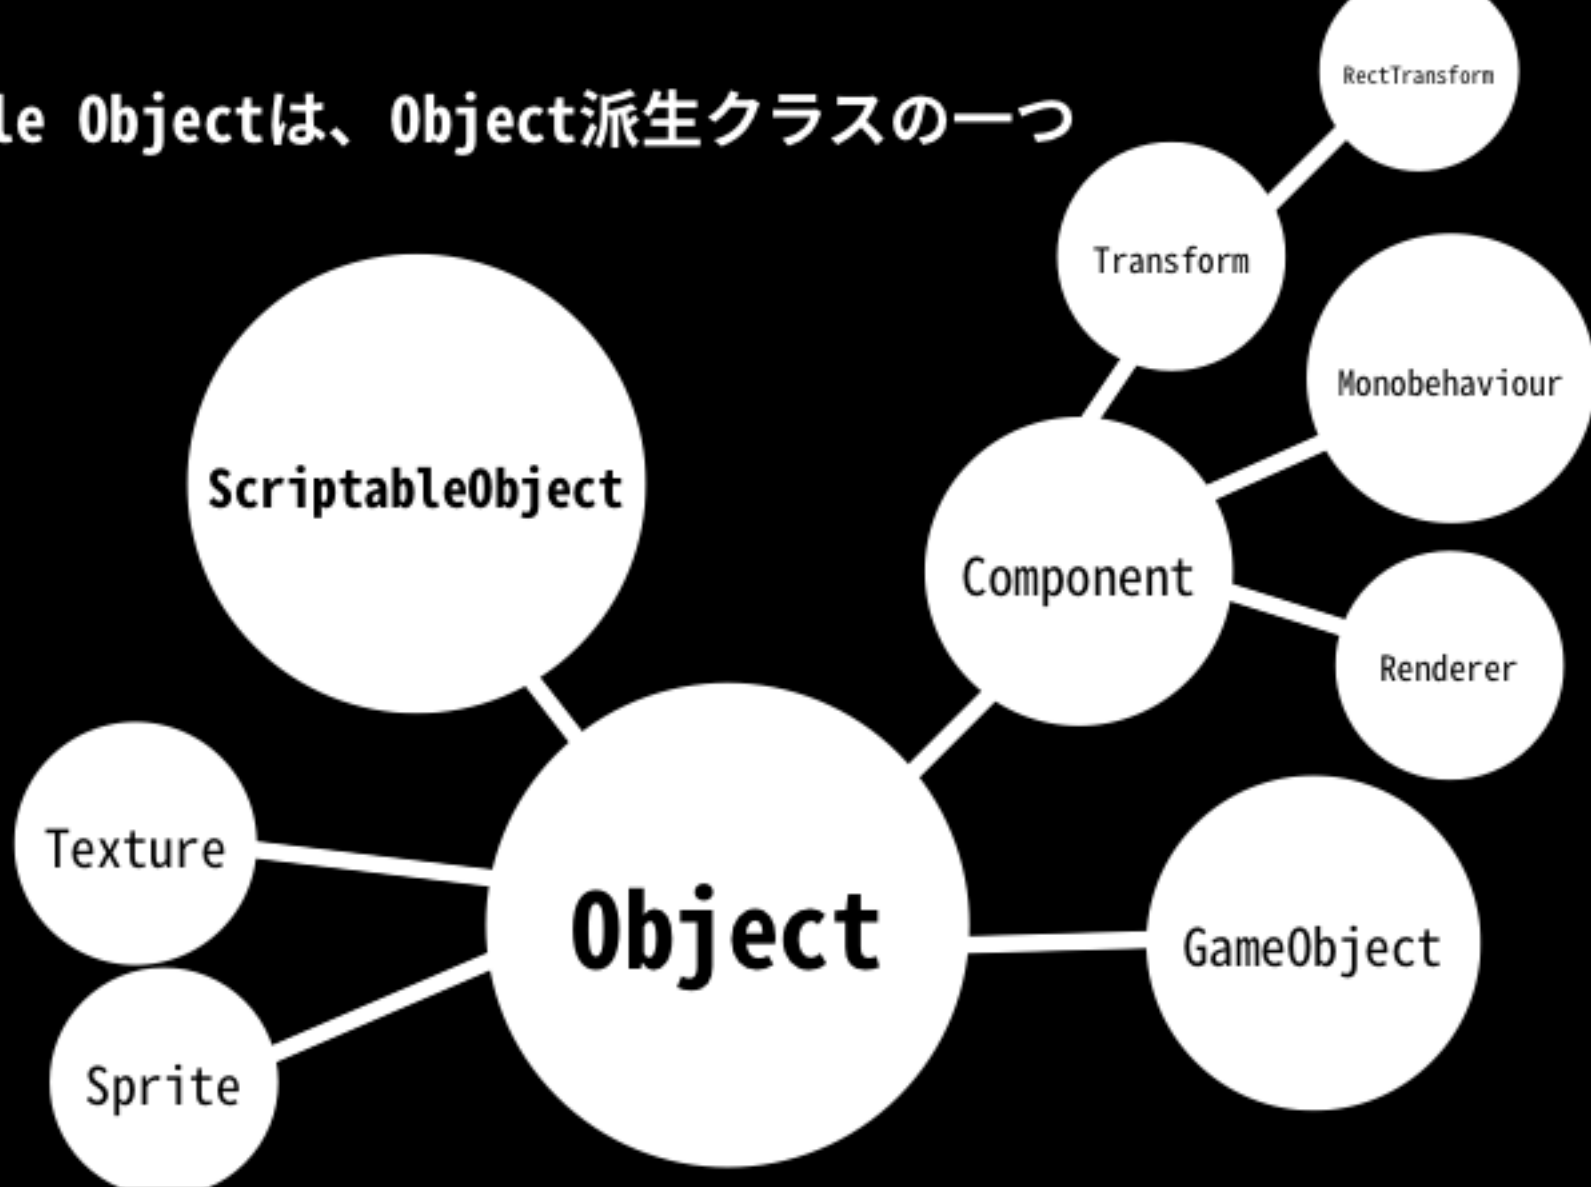 le Objectは、Object派生クラスの一つ
RectTransform
Transform
Monobehaviour
ScriptableObject
Component
Renderer
Texture
Object
GameObject
Sprite